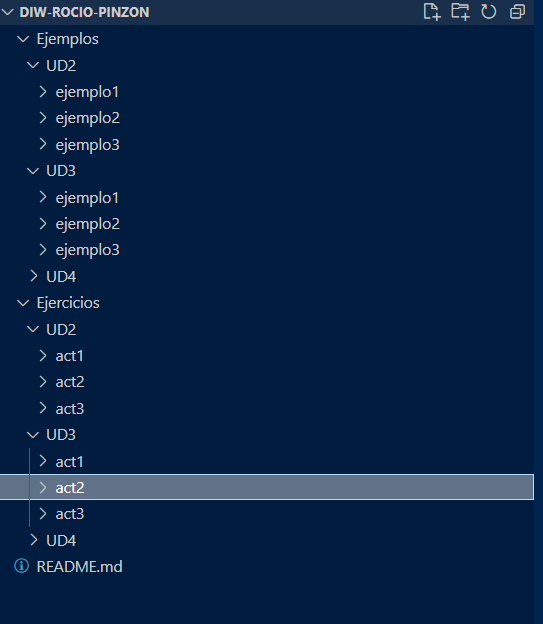 DIW-ROCIO-PINZON
Ejemplos
UD2
ejemplo1
ejemplo2
ejemplo3
UD3
ejemplo1
ejemplo2
ejemplo3
UD4
Ejercicios
UD2
act1
act2
act3
UD3
act1
act2
act3
UD4
README.md